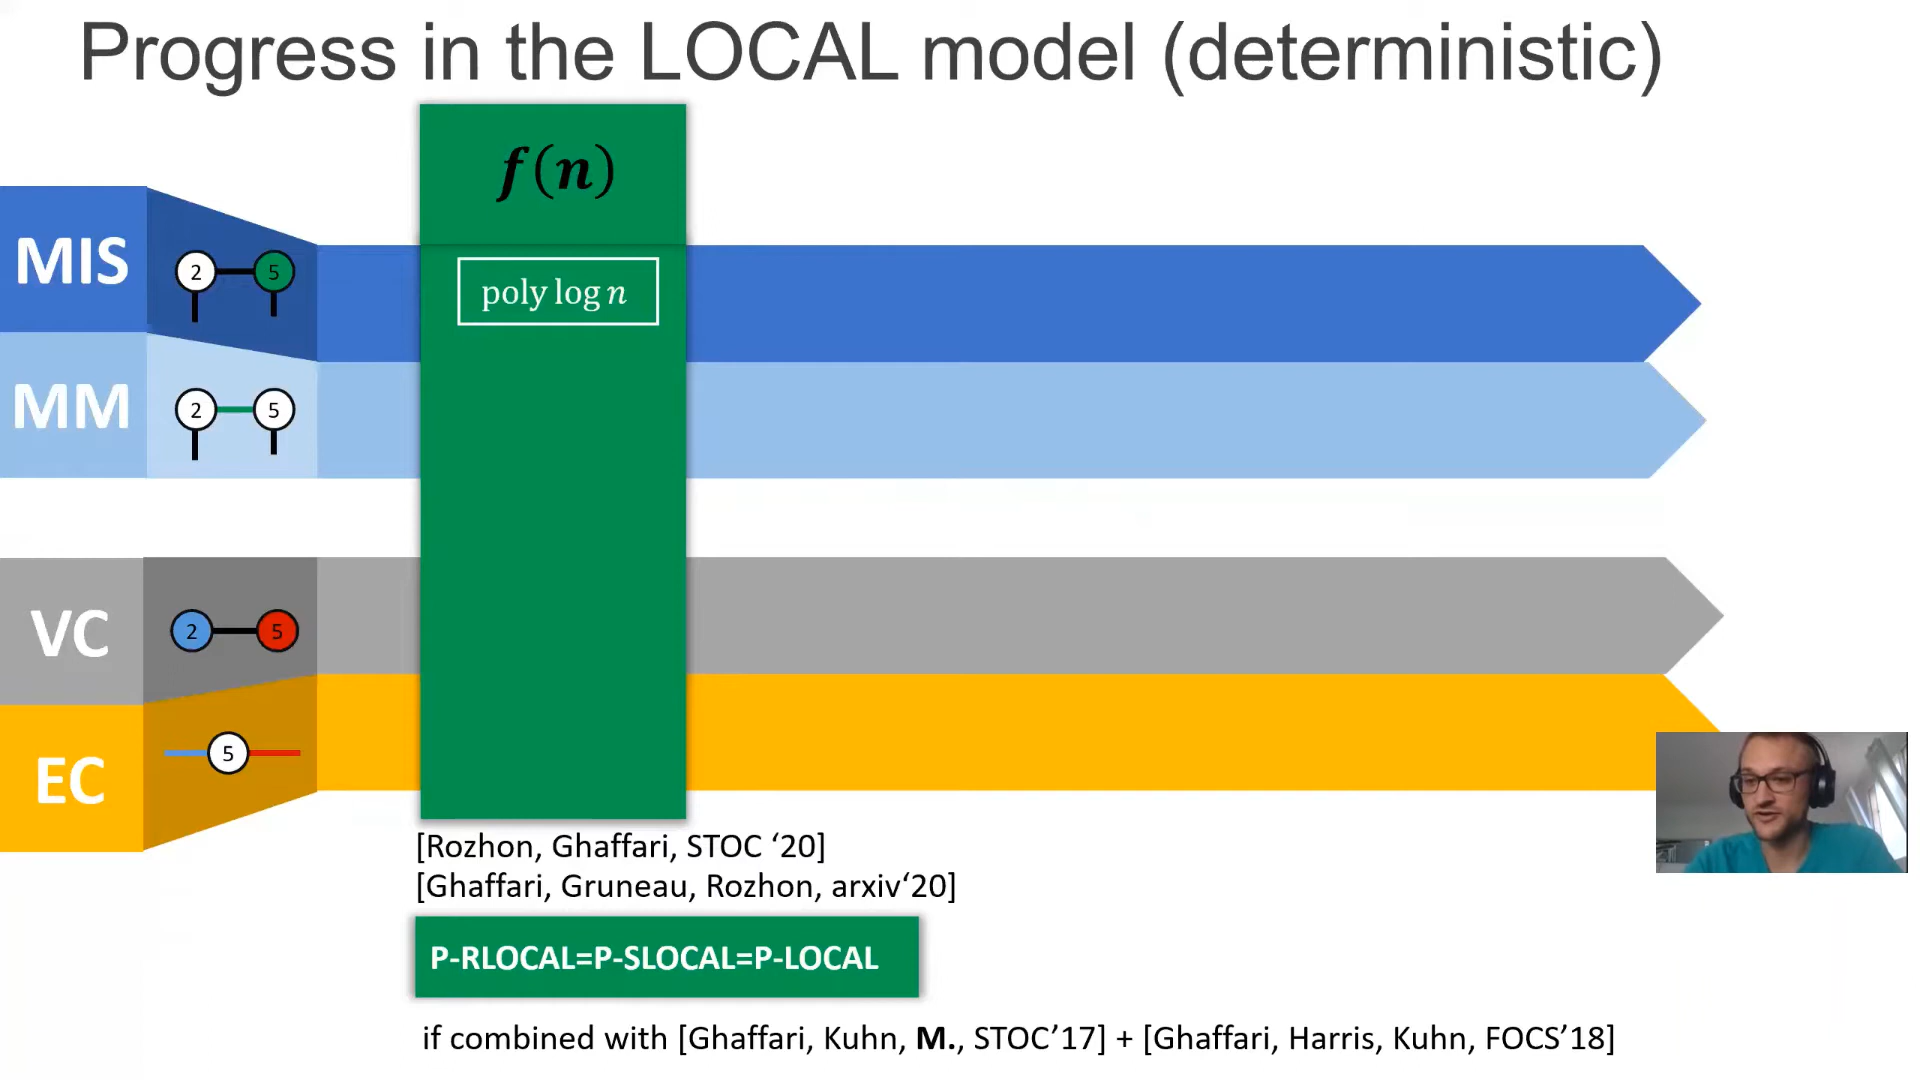 Progress in the LOCAL model (deterministic)
f(n)
MIS
2 5
poly log n
MM
2 5
VC
2 5
EC
5
[Rozhon, Ghaffari, STOC ‘20]
[Ghaffari, Gruneau, Rozhon, arxiv‘20]
P-RLOCAL=P-SLOCAL=P-LOCAL
if combined with [Ghaffari, Kuhn, M., STOC’17] + [Ghaffari, Harris, Kuhn, FOCS’18]